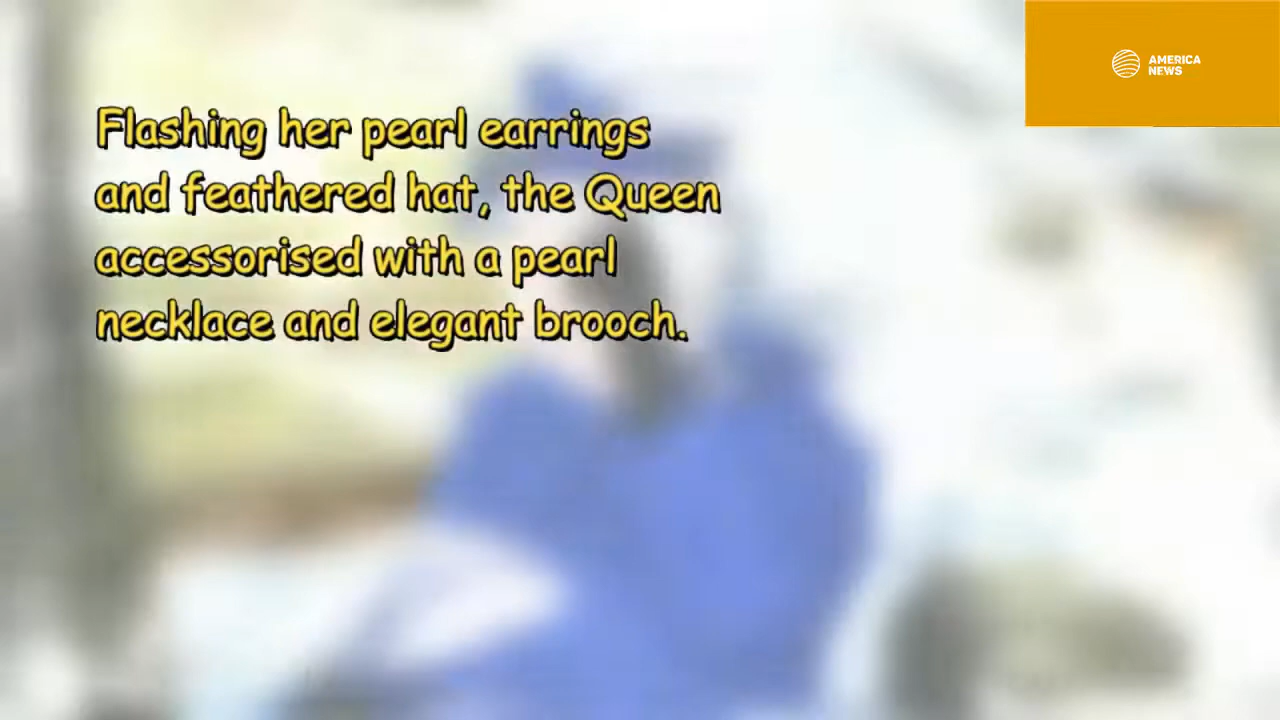 AMERICA
NEWS
Flashing her pearl earrings
and feathered hat, the Queen
accessorised with a pearl
necklace and elegant brooch.